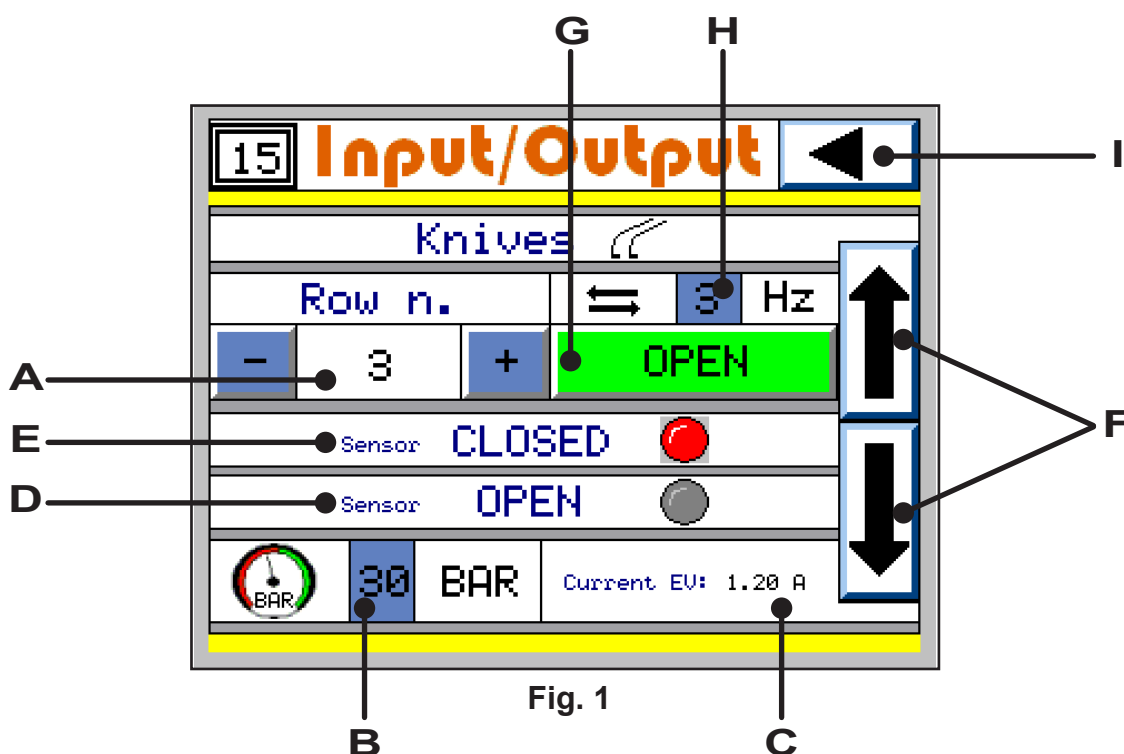 G H
15 Input/Output
I
Knives
Row n. 3 Hz
- 3 + OPEN
A
E
Sensor CLOSED
F
D
Sensor OPEN
BAR 30 BAR Current EV: 1.20 A
Fig. 1
B C